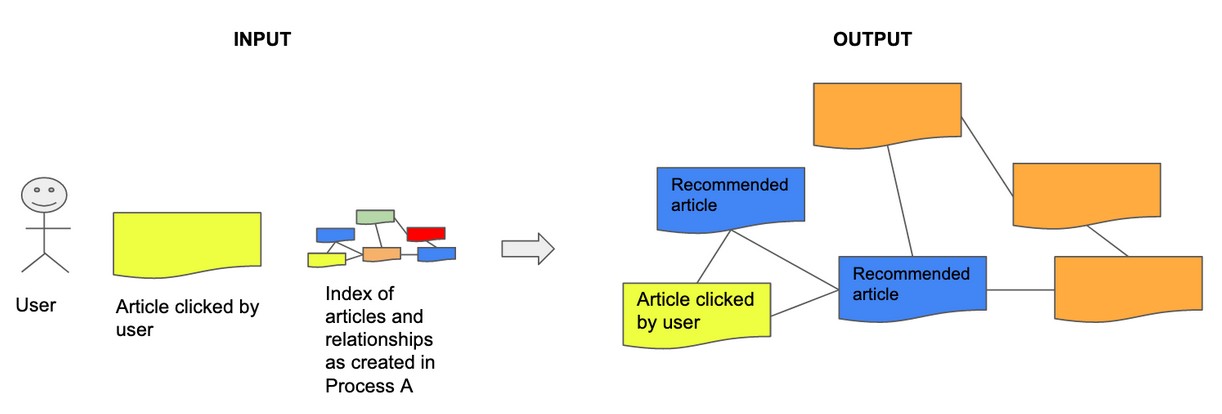 INPUT
OUTPUT
User
Article clicked by
user
Index of
articles and
relationships
as created in
Process A
Recommended
article
Article clicked
by user
Recommended
article